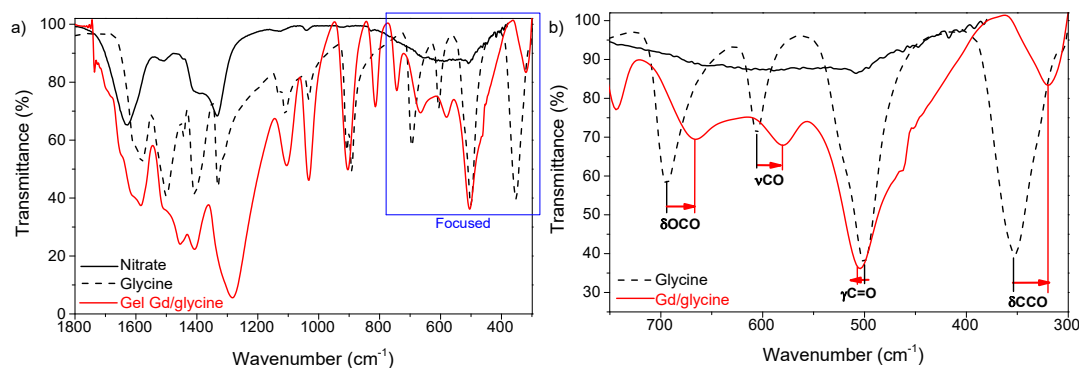 a)
Transmittance (%)
100
80
60
40
20
0
Focused
Nitrate
Glycine
Gel Gd/glycine
1800 1600 1400 1200 1000 800 600 400
Wavenumber (cm-1)
b)
Transmittance (%)
100
90
80
70
60
50
40
30
νCO
δOCO
γC=O
δCCO
Glycine
Gd/glycine
700 600 500 400 300
Wavenumber (cm-1)